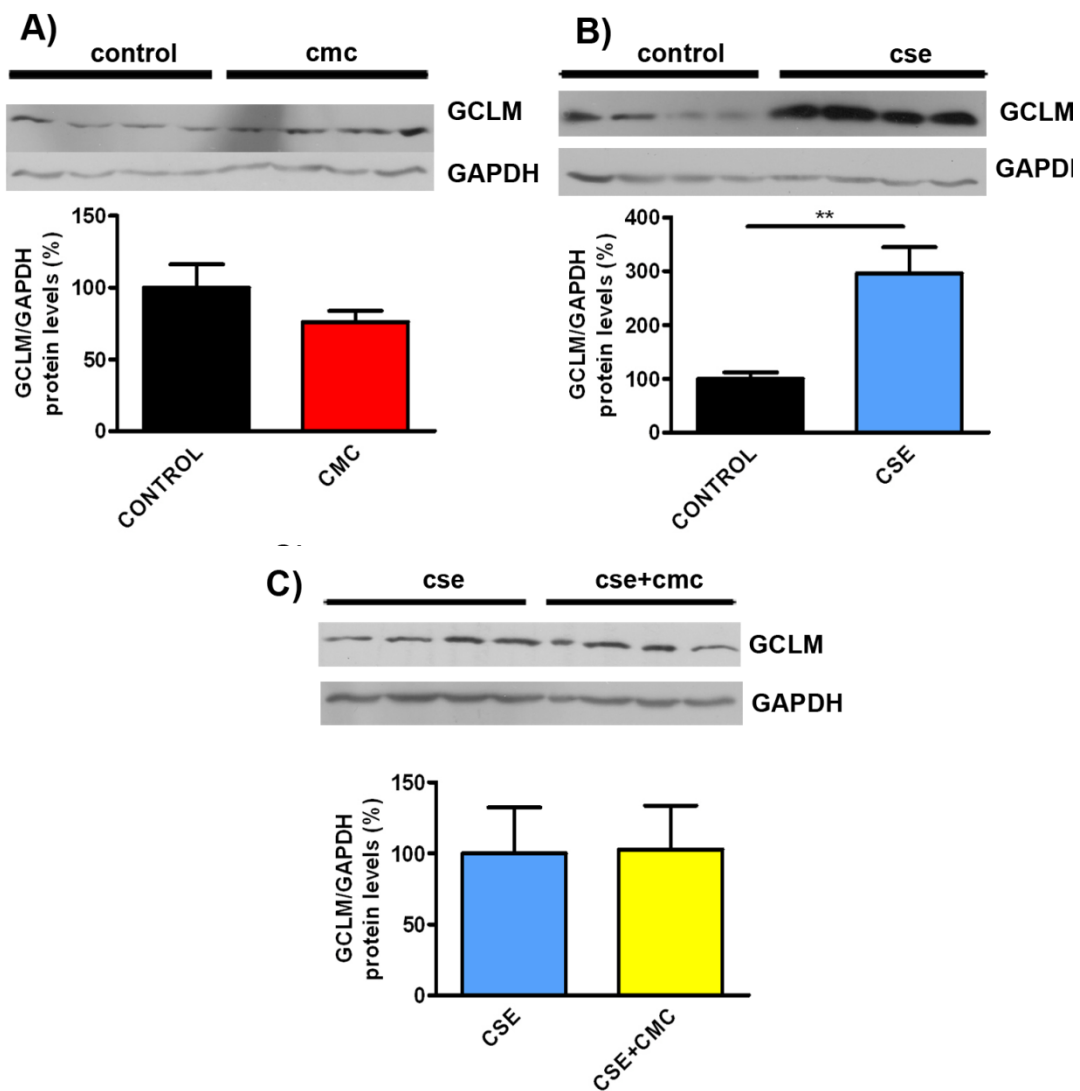 A)
control cmc
GCLM
GAPDH
GCLM/GAPDH
protein levels (%)
150
100
50
0
CONTROL
CMC
B)
control cse
GCLM
GAPD
**
GCLM/GAPDH
protein levels (%)
400
300
200
100
0
CONTROL
CSE
C)
cse cse+cmc
GCLM
GAPDH
GCLM/GAPDH
protein levels (%)
150
100
50
0
CSE
CSE+CMC